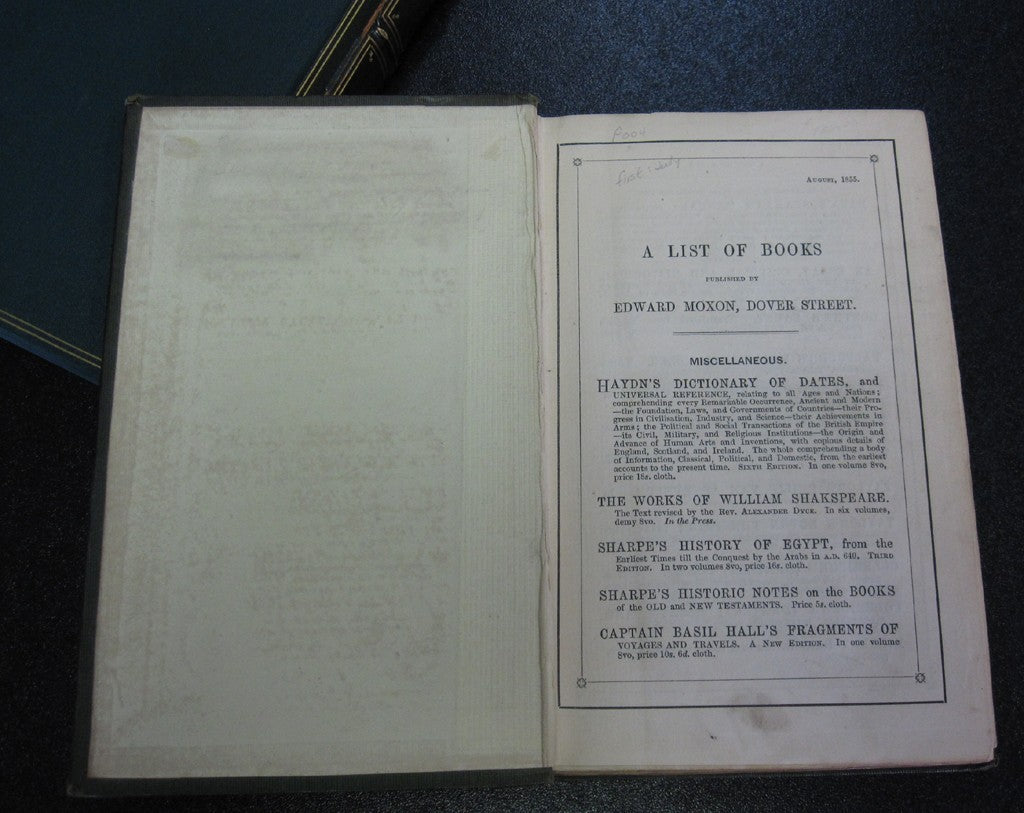 August, 1855.
A LIST OF BOOKS
PUBLISHED BY
EDWARD MOXON, DOVER STREET.
MISCELLANEOUS.
HAYDN'S DICTIONARY OF DATES, and
UNIVERSAL REFERENCE, relating to all Ages and Nations;
comprehending every Remarkable Occurrence, Ancient and Modern
—the Foundation, Laws, and Governments of Countries—their Pro-
gress in Civilisation, Industry, and Science—their Achievements in
Arms; the Political and Social Transactions of the British Empire
—its Civil, Military, and Religious Institutions—the Origin and
Advance of Human Arts and Inventions, with copious details of
England, Scotland, and Ireland. The whole comprehending a body
of Information, Classical, Political, and Domestic, from the earliest
accounts to the present time. Sixth Edition. In one volume 8vo,
price 18s. cloth.
THE WORKS OF WILLIAM SHAKSPEARE.
The Text revised by the Rev. Alexander Dyce. In six volumes,
demy 8vo. In the Press.
SHARPE'S HISTORY OF EGYPT, from the
Earliest Times till the Conquest by the Arabs in A.D. 640. Third
Edition. In two volumes 8vo, price 16s. cloth.
SHARPE'S HISTORIC NOTES on the BOOKS
of the OLD and NEW TESTAMENTS. Price 5s. cloth.
CAPTAIN BASIL HALL'S FRAGMENTS OF
VOYAGES AND TRAVELS. A New Edition. In one volume
8vo, price 10s. 6d. cloth.